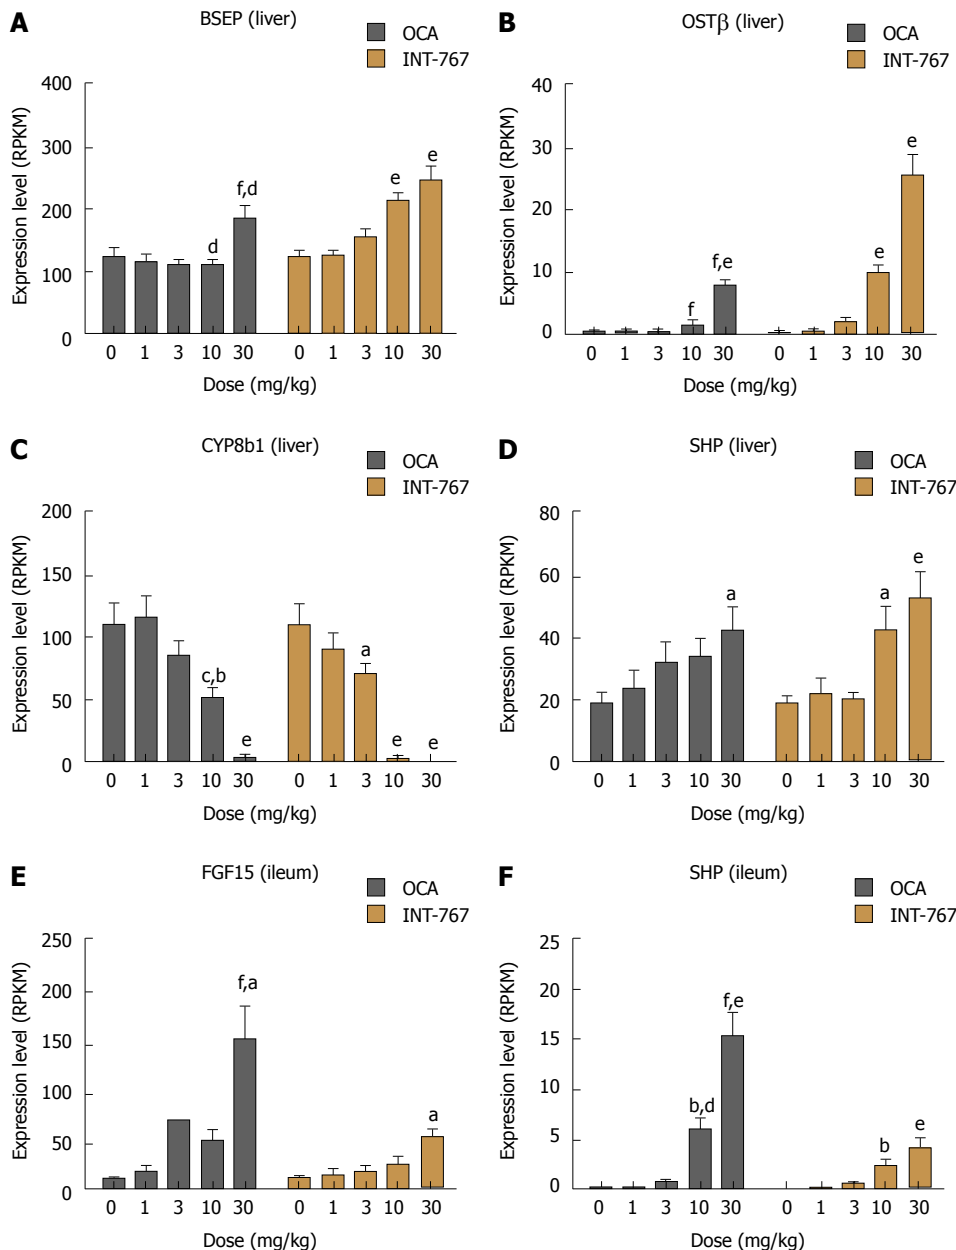 A
BSEP (liver)
OCA
INT-767
Expression level (RPKM)
400
300
200
100
0
d
f,d
e
e
0 1 3 10 30 0 1 3 10 30
Dose (mg/kg)
B
OSTβ (liver)
OCA
INT-767
Expression level (RPKM)
40
30
20
10
0
f
f,e
e
e
0 1 3 10 30 0 1 3 10 30
Dose (mg/kg)
C
CYP8b1 (liver)
OCA
INT-767
Expression level (RPKM)
200
150
100
50
0
c,b
e
a
e
e
0 1 3 10 30 0 1 3 10 30
Dose (mg/kg)
D
SHP (liver)
OCA
INT-767
Expression level (RPKM)
80
60
40
20
0
a
a
e
0 1 3 10 30 0 1 3 10 30
Dose (mg/kg)
E
FGF15 (ileum)
OCA
INT-767
Expression level (RPKM)
250
200
150
100
50
0
f,a
a
0 1 3 10 30 0 1 3 10 30
Dose (mg/kg)
F
SHP (ileum)
OCA
INT-767
Expression level (RPKM)
25
20
15
10
5
0
b,d
f,e
b
e
0 1 3 10 30 0 1 3 10 30
Dose (mg/kg)